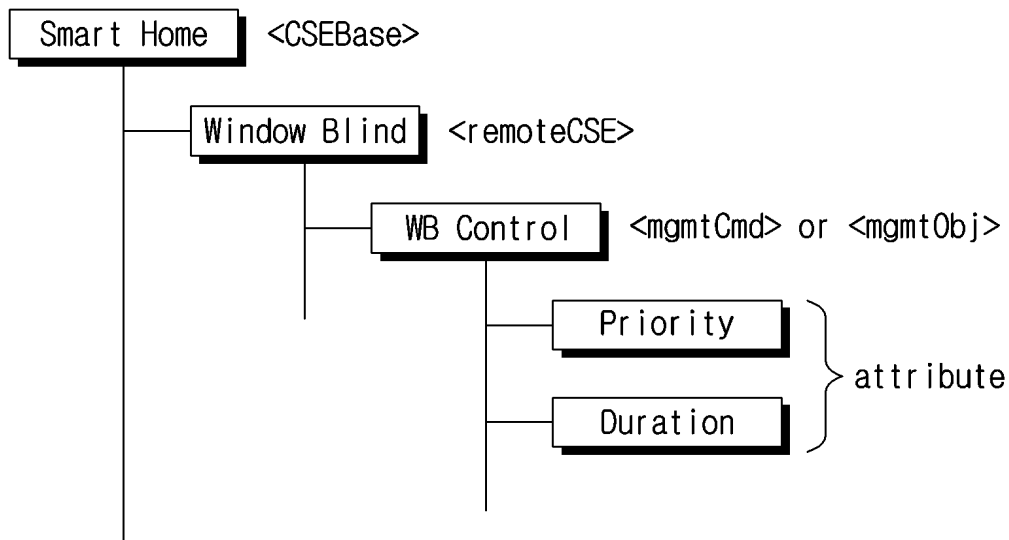 Smart Home <CSEBase>
Window Blind <remoteCSE>
WB Control <mgmtCmd> or <mgmtObj>
Priority
attribute
Duration